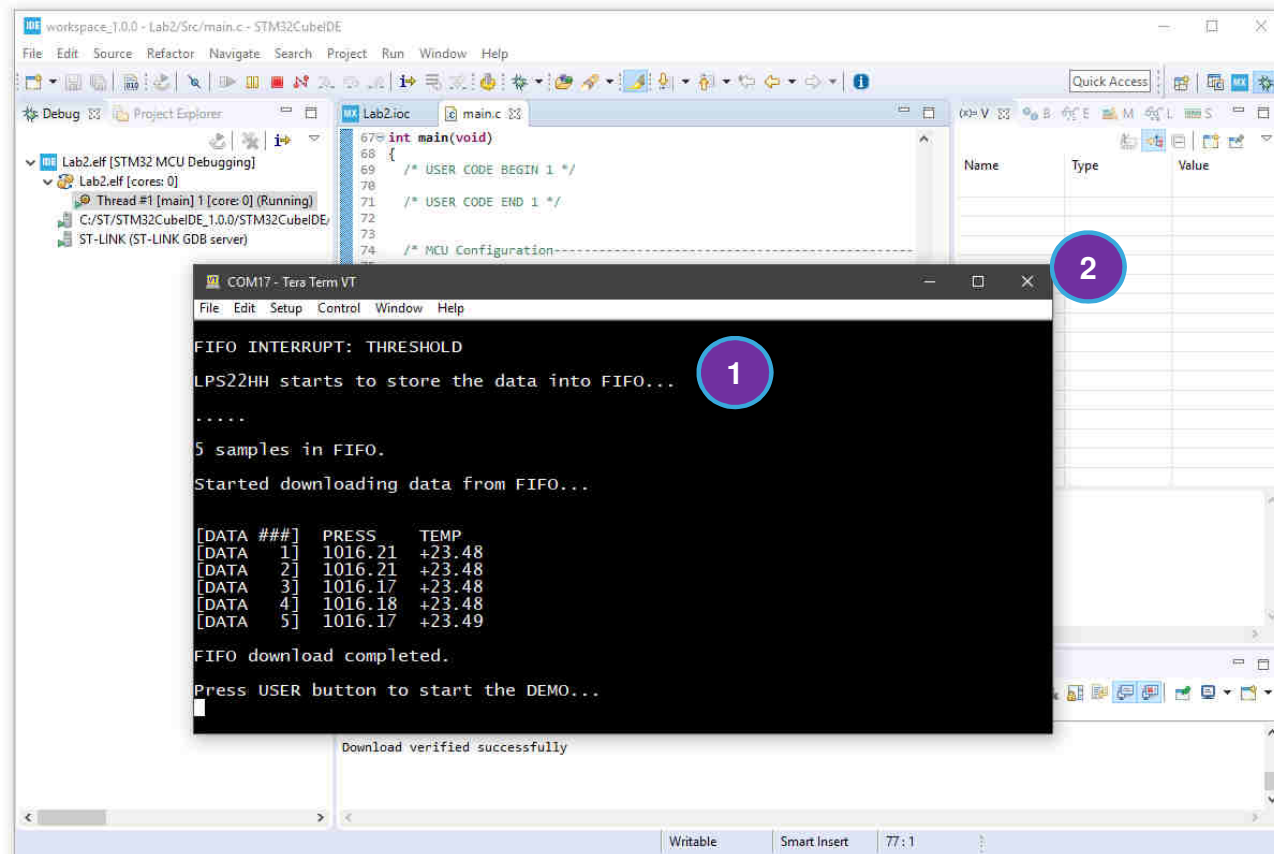 IDE workspace_1.0.0 - Lab2/Src/main.c - STM32CubeIDE
File Edit Source Refactor Navigate Search Project Run Window Help
Quick Access
Debug Project Explorer
Lab2.elf [STM32 MCU Debugging]
Lab2.elf [cores: 0]
Thread #1 [main] 1 [core: 0] (Running)
C:/ST/STM32CubeIDE_1.0.0/STM32CubeIDE/
ST-LINK (ST-LINK GDB server)
MX Lab2.ioc main.c
67 int main(void)
68 {
69 /* USER CODE BEGIN 1 */
70
71 /* USER CODE END 1 */
72
73
74 /* MCU Configuration--------------------------------------------------------
(x)= V B E M L S
Name Type Value
COM17 - Tera Term VT
File Edit Setup Control Window Help
FIFO INTERRUPT: THRESHOLD
LPS22HH starts to store the data into FIFO...
.....
5 samples in FIFO.
Started downloading data from FIFO...
[DATA ###] PRESS TEMP
[DATA 1] 1016.21 +23.48
[DATA 2] 1016.21 +23.48
[DATA 3] 1016.17 +23.48
[DATA 4] 1016.18 +23.48
[DATA 5] 1016.17 +23.49
FIFO download completed.
Press USER button to start the DEMO...
1
2
Download verified successfully
Writable Smart Insert 77 : 1